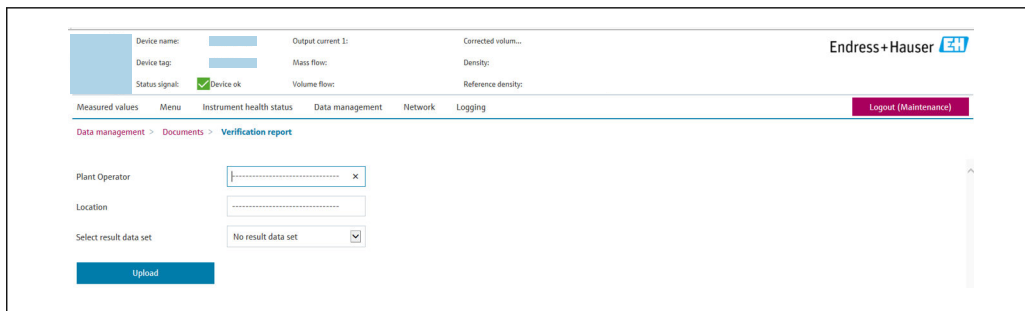 Device name: Output current 1: Corrected volum... Endress+Hauser EH
Device tag: Mass flow: Density:
Status signal: Device ok Volume flow: Reference density:
Measured values Menu Instrument health status Data management Network Logging Logout (Maintenance)
Data management > Documents > Verification report
Plant Operator -------------------------------- ×
Location --------------------------------
Select result data set No result data set
Upload